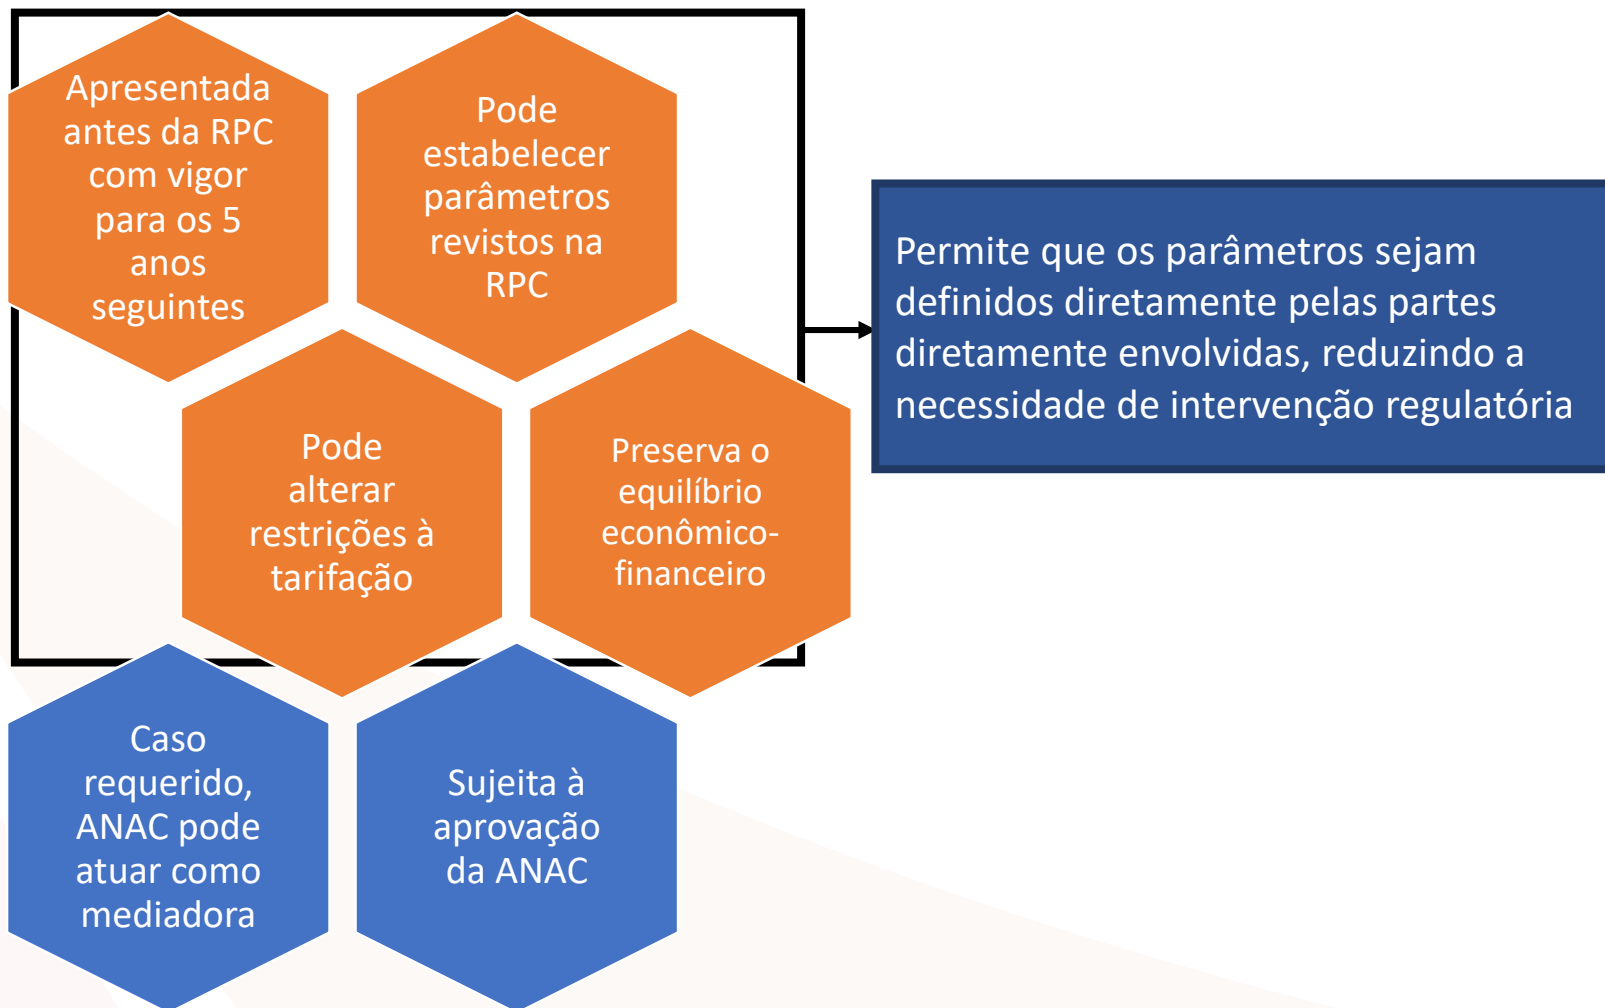 Apresentada
antes da RPC
com vigor
para os 5
anos
seguintes
Pode
estabelecer
parâmetros
revistos na
RPC
Pode
alterar
restrições à
tarifação
Preserva o
equilíbrio
econômico-
financeiro
Permite que os parâmetros sejam
definidos diretamente pelas partes
diretamente envolvidas, reduzindo a
necessidade de intervenção regulatória
Caso
requerido,
ANAC pode
atuar como
mediadora
Sujeita à
aprovação
da ANAC